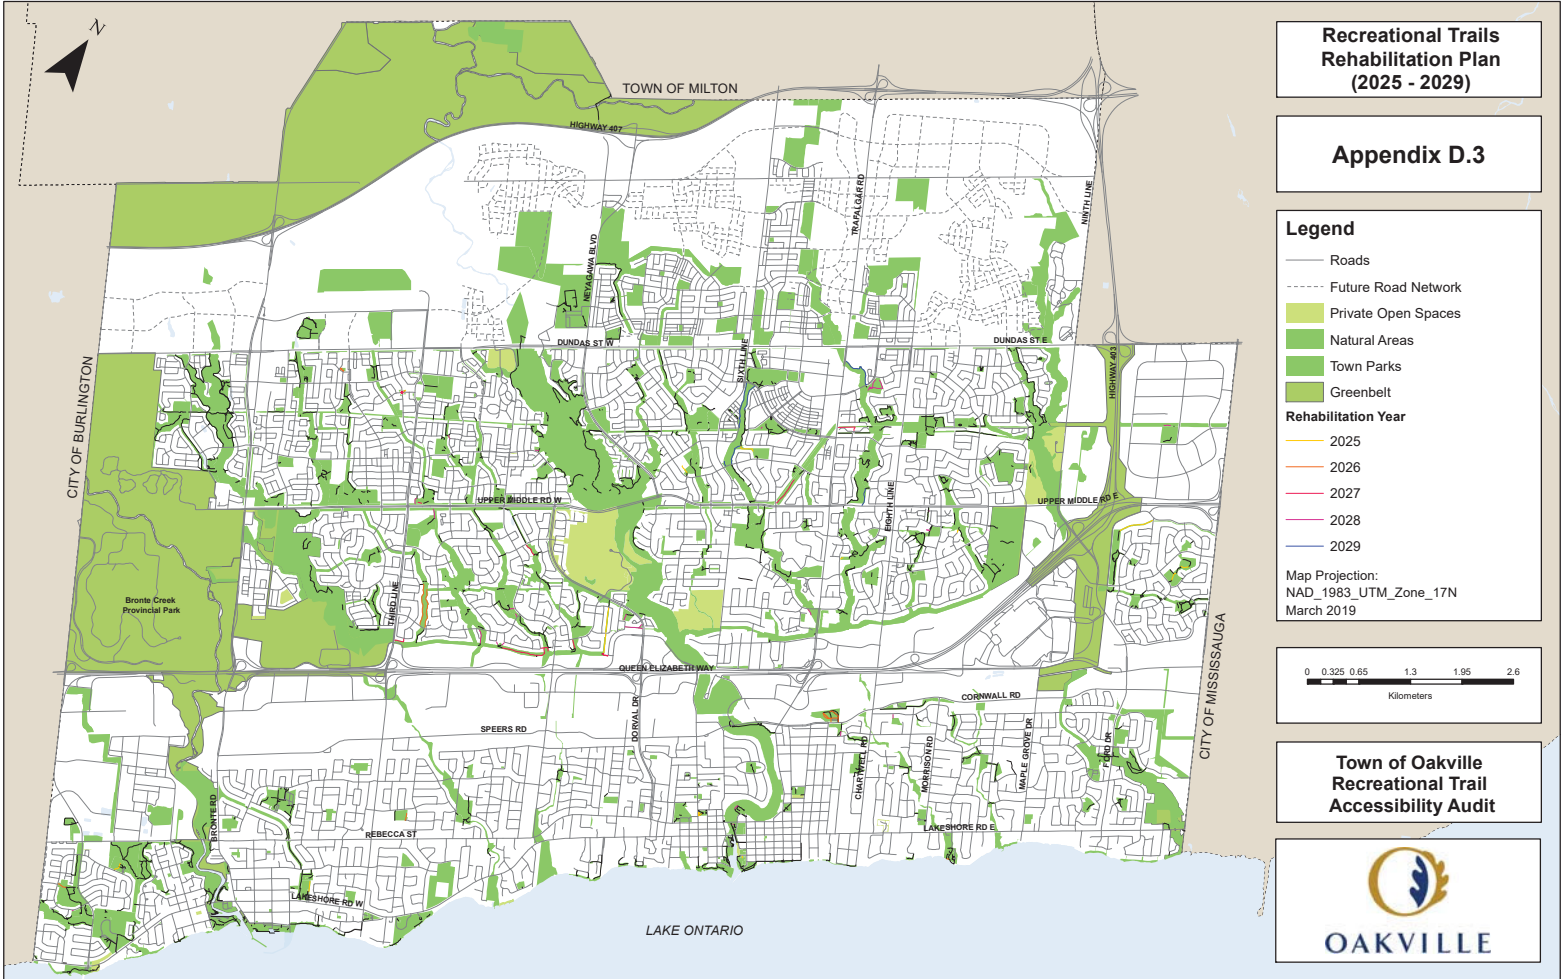 N
TOWN OF MILTON
HIGHWAY 407
NINTH LINE
TRAFALGAR RD
NEYAGAWA BLVD
DUNDAS ST W
SIXTH LINE
DUNDAS ST E
HIGHWAY 403
CITY OF BURLINGTON
UPPER MIDDLE RD W
UPPER MIDDLE RD E
EIGHTH LINE
Bronte Creek
Provincial Park
THIRD LINE
QUEEN ELIZABETH WAY
CITY OF MISSISSAUGA
CORNWALL RD
SPEERS RD
DORVAL DR
CHARTWELL RD
MORRISON RD
MAPLE GROVE DR
FORD DR
BRONTE RD
REBECCA ST
LAKESHORE RD E
LAKESHORE RD W
LAKE ONTARIO
Recreational Trails
Rehabilitation Plan
(2025 - 2029)
Appendix D.3
Legend
Roads
Future Road Network
Private Open Spaces
Natural Areas
Town Parks
Greenbelt
Rehabilitation Year
2025
2026
2027
2028
2029
Map Projection:
NAD_1983_UTM_Zone_17N
March 2019
0 0.325 0.65 1.3 1.95 2.6
Kilometers
Town of Oakville
Recreational Trail
Accessibility Audit
OAKVILLE